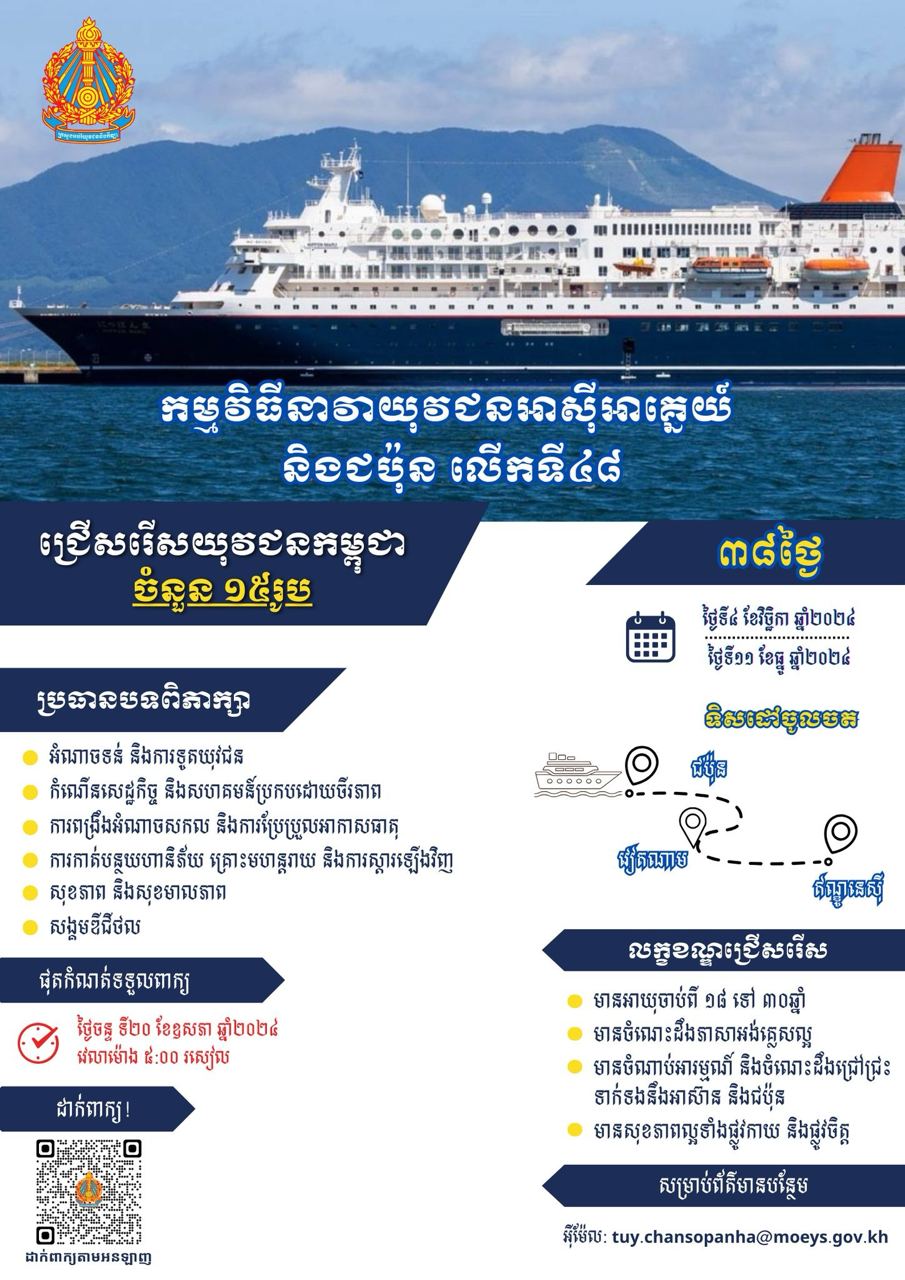 កម្មវិធីនាវាយុវជនអាស៊ីអាគ្នេយ៍
និងជប៉ុន លើកទី៤៨
ជ្រើសរើសយុវជនកម្ពុជា
ចំនួន ១៥រូប
៣៨ថ្ងៃ
ថ្ងៃទី៤ ខែវិច្ឆិកា ឆ្នាំ២០២៤
ថ្ងៃទី១១ ខែធ្នូ ឆ្នាំ២០២៤
ប្រធានបទពិភាក្សា
អំណាចទន់ និងការទូតយុវជន
កំណើនសេដ្ឋកិច្ច និងសហគមន៍ប្រកបដោយចីរភាព
ការពង្រឹងអំណាចសកល និងការប្រែប្រួលអាកាសធាតុ
ការកាត់បន្ថយហានិភ័យ គ្រោះមហន្តរាយ និងការស្តារឡើងវិញ
សុខភាព និងសុខមាលភាព
សង្គមឌីជីថល
ទិសដៅចូលចត
ជប៉ុន
វៀតណាម
ឥណ្ឌូនេស៊ី
ផុតកំណត់ទទួលពាក្យ
ថ្ងៃចន្ទ ទី២០ ខែឧសភា ឆ្នាំ២០២៤
វេលាម៉ោង ៥:00 រសៀល
ដាក់ពាក្យ!
ដាក់ពាក្យតាមអនឡាញ
លក្ខខណ្ឌជ្រើសរើស
មានអាយុចាប់ពី ១៨ ទៅ ៣០ឆ្នាំ
មានចំណេះដឹងភាសាអង់គ្លេសល្អ
មានចំណាប់អារម្មណ៍ និងចំណេះដឹងជ្រៅជ្រះ
ទាក់ទងនឹងអាស៊ាន និងជប៉ុន
មានសុខភាពល្អទាំងផ្លូវកាយ និងផ្លូវចិត្ត
សម្រាប់ព័ត៌មានបន្ថែម
អ៊ីម៉ែល: tuy.chansopanha@moeys.gov.kh